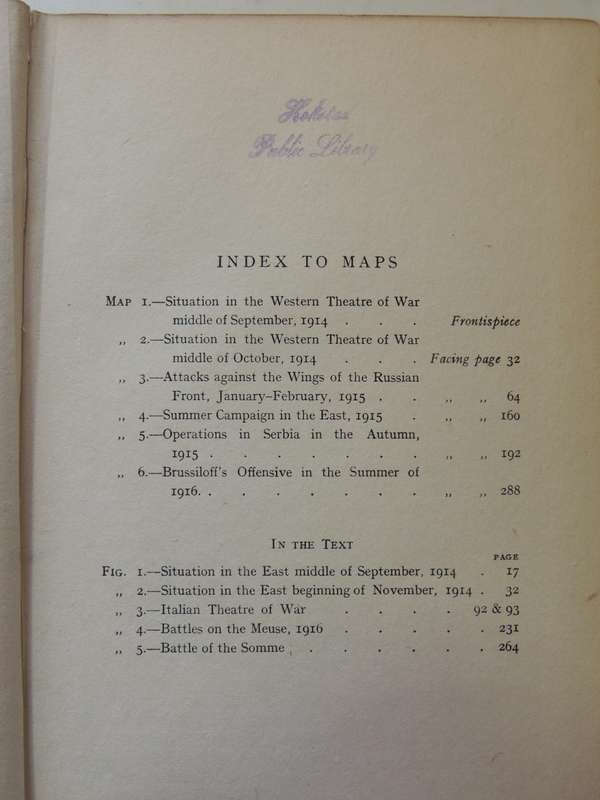 Public Library
INDEX TO MAPS
MAP 1.—Situation in the Western Theatre of War
middle of September, 1914 . . . Frontispiece
„ 2.—Situation in the Western Theatre of War
middle of October, 1914 . . . Facing page 32
„ 3.—Attacks against the Wings of the Russian
Front, January–February, 1915 . . „ „ 64
„ 4.—Summer Campaign in the East, 1915 . „ „ 160
„ 5.—Operations in Serbia in the Autumn,
1915 . . . . . . . „ „ 192
„ 6.—Brussiloff's Offensive in the Summer of
1916. . . . . . . . „ „ 288
IN THE TEXT
PAGE
FIG. 1.—Situation in the East middle of September, 1914 . 17
„ 2.—Situation in the East beginning of November, 1914 . 32
„ 3.—Italian Theatre of War . . . . 92 & 93
„ 4.—Battles on the Meuse, 1916 . . . . . 231
„ 5.—Battle of the Somme . . . . . . 264